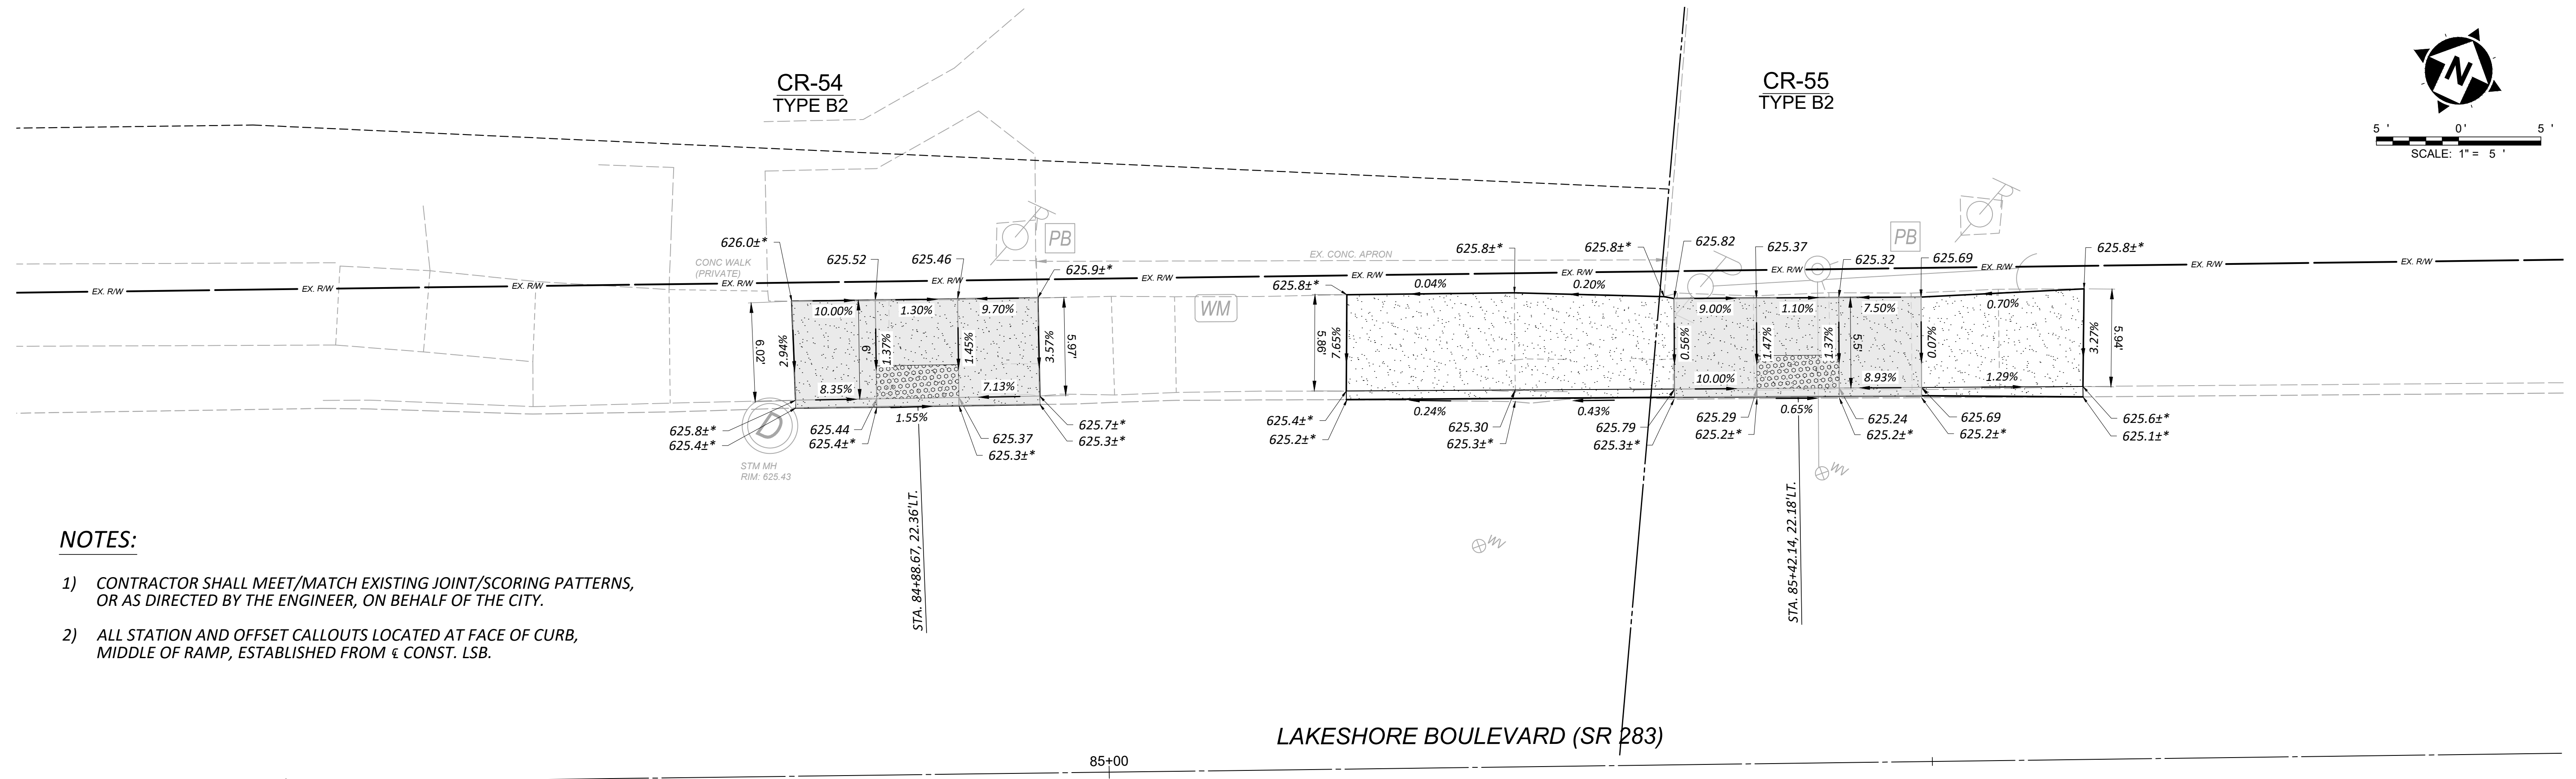 CR-54
TYPE B2
CR-55
TYPE B2
N
5 ' 0' 5 '
SCALE: 1" = 5 '
626.0±*
625.52
625.46
625.9±*
PB
CONC WALK
(PRIVATE)
EX. CONC. APRON
625.8±*
625.8±*
625.8±*
625.82
625.37
625.32
625.69
PB
625.8±*
EX. R/W EX. R/W EX. R/W EX. R/W EX. R/W EX. R/W EX. R/W EX. R/W EX. R/W EX. R/W EX. R/W EX. R/W
WM
10.00% 1.30% 9.70%
6.02'
2.94%
6'
1.37%
1.45%
3.57%
5.97'
8.35% 7.13%
1.55%
0.04% 0.20%
5.86'
7.65%
0.24% 0.43%
9.00% 1.10% 7.50% 0.70%
0.56%
1.47%
1.37%
5.5'
0.07%
3.27%
5.94'
10.00% 8.93% 1.29%
0.65%
625.8±*
625.4±*
D
STM MH
RIM: 625.43
625.44
625.4±*
625.37
625.3±*
625.7±*
625.3±*
625.4±*
625.2±*
625.30
625.3±*
625.79
625.3±*
625.29
625.2±*
625.24
625.2±*
625.69
625.2±*
625.6±*
625.1±*
STA. 84+88.67, 22.36'LT.
STA. 85+42.14, 22.18'LT.
W
W
NOTES:
1) CONTRACTOR SHALL MEET/MATCH EXISTING JOINT/SCORING PATTERNS,
OR AS DIRECTED BY THE ENGINEER, ON BEHALF OF THE CITY.
2) ALL STATION AND OFFSET CALLOUTS LOCATED AT FACE OF CURB,
MIDDLE OF RAMP, ESTABLISHED FROM ℄ CONST. LSB.
LAKESHORE BOULEVARD (SR 283)
85+00